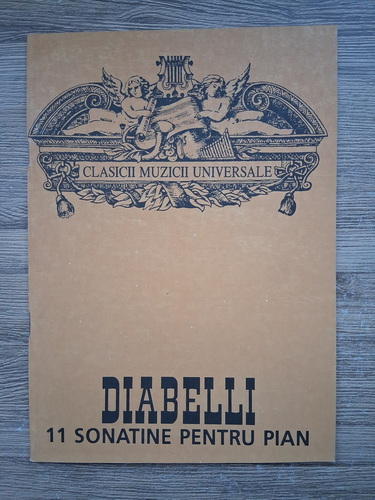 CLASICII MUZICII UNIVERSALE
DIABELLI
11 SONATINE PENTRU PIAN